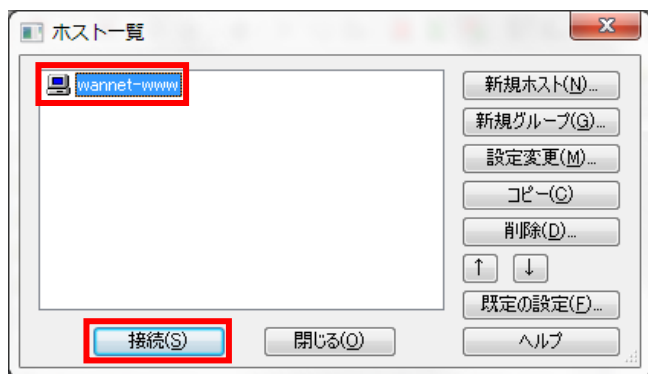 ホスト一覧
wannet-www
新規ホスト(N)...
新規グループ(G)...
設定変更(M)...
コピー(C)
削除(D)...
↑ ↓
既定の設定(F)...
接続(S) 閉じる(O) ヘルプ